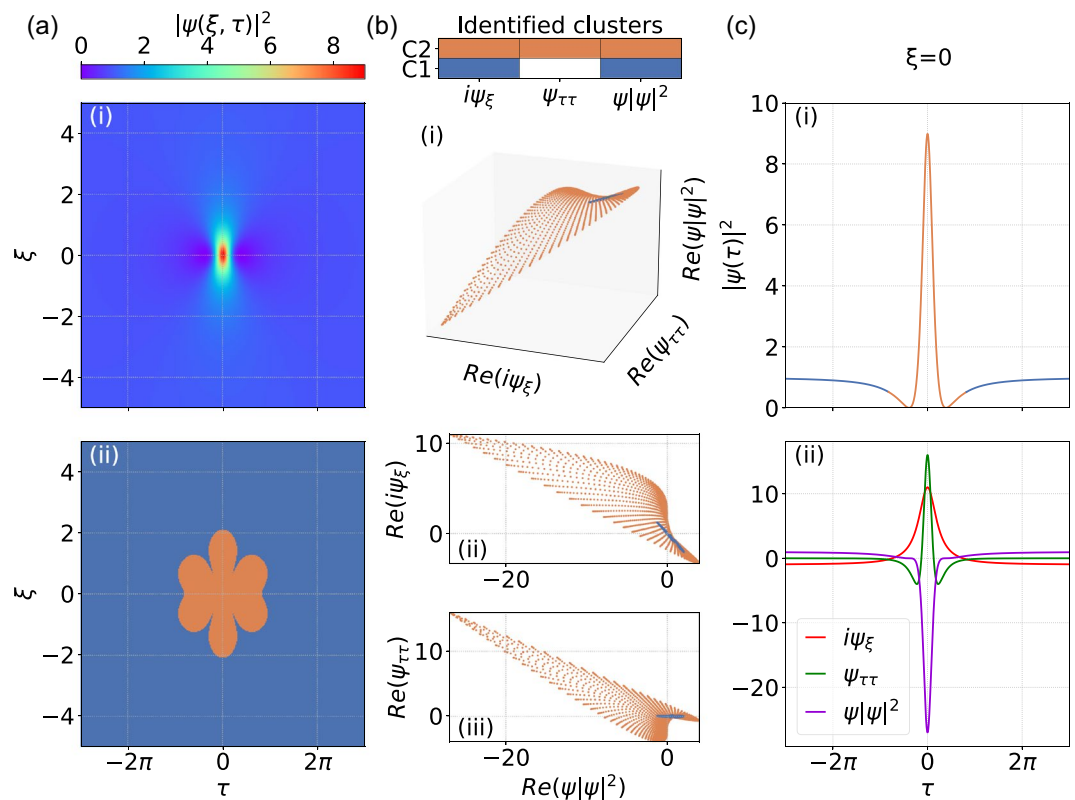 (a)
|ψ(ξ, τ)|²
0 2 4 6 8
(i)
4
2
0
−2
−4
ξ
(ii)
4
2
0
−2
−4
ξ
−2π 0 2π
τ
(b)
Identified clusters
C2
C1
iψ_ξ ψ_ττ ψ|ψ|²
(i)
Re(ψ|ψ|²)
Re(ψ_ττ)
Re(iψ_ξ)
10
0
Re(iψ_ξ)
(ii)
−20 0
10
0
Re(ψ_ττ)
(iii)
−20 0
Re(ψ|ψ|²)
(c)
ξ=0
(i)
10
8
6
4
2
0
|ψ(τ)|²
−2π 0 2π
(ii)
10
0
−10
−20
iψ_ξ
ψ_ττ
ψ|ψ|²
−2π 0 2π
τ